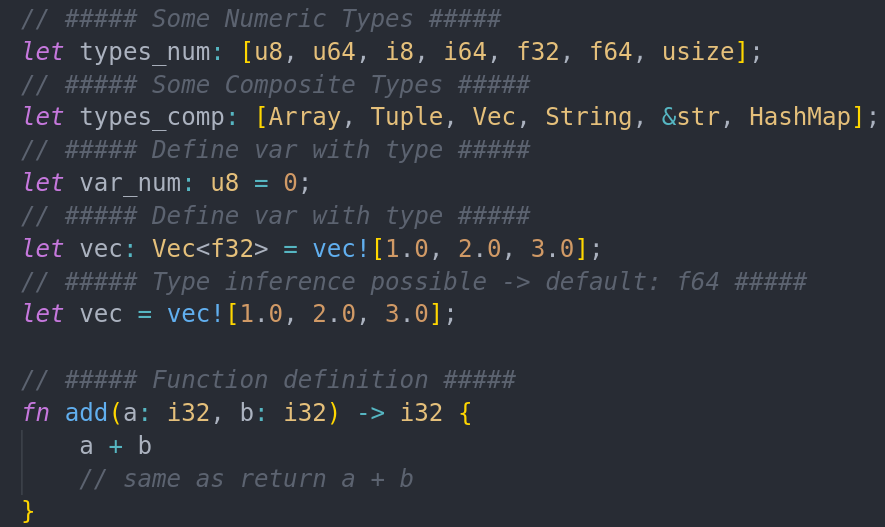 // ##### Some Numeric Types #####
let types_num: [u8, u64, i8, i64, f32, f64, usize];
// ##### Some Composite Types #####
let types_comp: [Array, Tuple, Vec, String, &str, HashMap];
// ##### Define var with type #####
let var_num: u8 = 0;
// ##### Define var with type #####
let vec: Vec<f32> = vec![1.0, 2.0, 3.0];
// ##### Type inference possible -> default: f64 #####
let vec = vec![1.0, 2.0, 3.0];

// ##### Function definition #####
fn add(a: i32, b: i32) -> i32 {
    a + b
    // same as return a + b
}